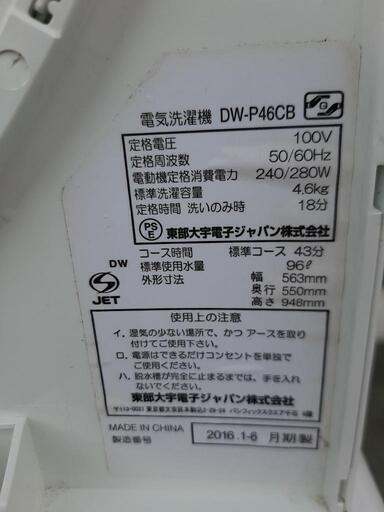 電気洗濯機 DW-P46CB
定格電圧 100V
定格周波数 50/60Hz
電動機定格消費電力 240/280W
標準洗濯容量 4.6kg
定格時間 洗いのみ時 18分
PS E 東部大宇電子ジャパン株式会社
コース時間 標準コース 43分
DW 標準使用水量 96ℓ
外形寸法 幅 563mm
奥行 550mm
高さ 948mm
JET
使用上の注意
イ. 湿気の少ない場所で、かつ アースを取り
付けてご使用ください。
ロ. 電源はできるだけコンセントを単独で
ご使用ください。
ハ. 脱水槽が完全に止まるまでは、手を入れ
ないでください。
東部大宇電子ジャパン株式会社
MADE IN CHINA
製造番号 2016.1-6 月期製